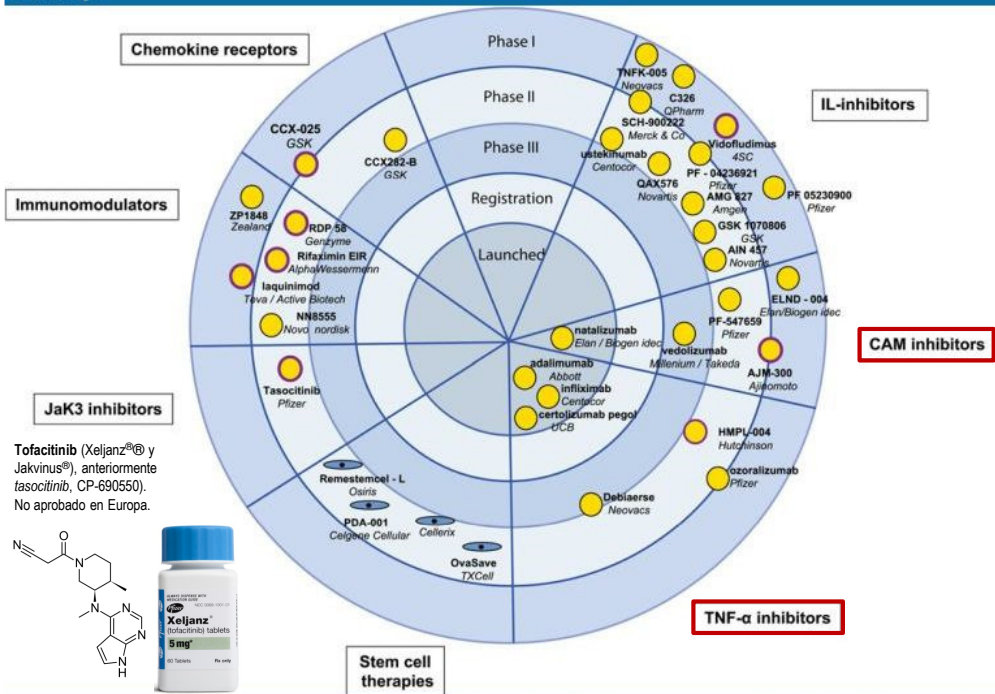 Chemokine receptors
Phase I
Phase II
Phase III
Registration
Launched
IL-inhibitors
TNFK-005
Neovacs
C326
QPharm
SCH-900222
Merck & Co
Vidofludimus
4SC
ustekinumab
Centocor
PF - 04236921
Pfizer
QAX576
Novartis
PF 05230900
Pfizer
AMG 827
Amgen
GSK 1070806
GSK
AIN 457
Novartis
CCX-025
GSK
CCX282-B
GSK
Immunomodulators
ZP1848
Zealand
RDP 58
Genzyme
Rifaximin EIR
AlphaWessermenn
laquinimod
Teva / Active Biotech
NN8555
Novo nordisk
ELND - 004
Elan/Biogen idec
PF-547659
Pfizer
natalizumab
Elan / Biogen idec
vedolizumab
Millenium / Takeda
AJM-300
Ajinomoto
CAM inhibitors
adalimumab
Abbott
infliximab
Centocor
certolizumab pegol
UCB
Tasocitinib
Pfizer
JaK3 inhibitors
HMPL-004
Hutchinson
ozoralizumab
Pfizer
Debiaerse
Neovacs
TNF-α inhibitors
Remestemcel - L
Osiris
PDA-001
Celgene Cellular
Cellerix
OvaSave
TXCell
Stem cell
therapies
Tofacitinib (Xeljanz®® y
Jakvinus®), anteriormente
tasocitinib, CP-690550).
No aprobado en Europa.
N
O
N
N
N
N
N
H
Pfizer
Xeljanz®
(tofacitinib) tablets
5 mg*
60 Tablets
Rx only